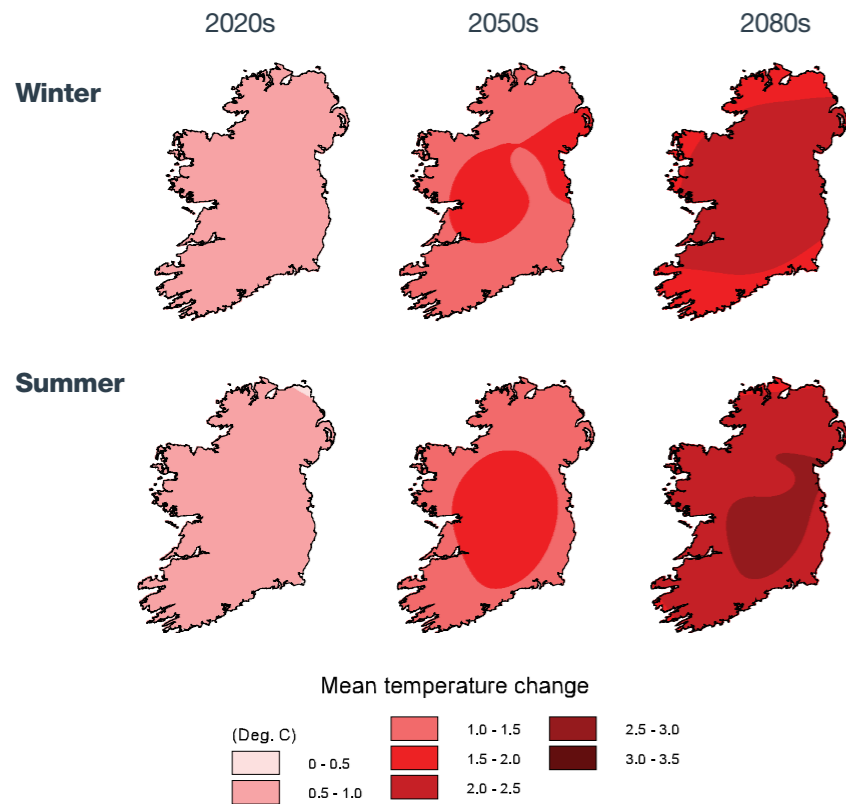 2020s 2050s 2080s
Winter
Summer
Mean temperature change
(Deg. C)
0 - 0.5
0.5 - 1.0
1.0 - 1.5
1.5 - 2.0
2.0 - 2.5
2.5 - 3.0
3.0 - 3.5